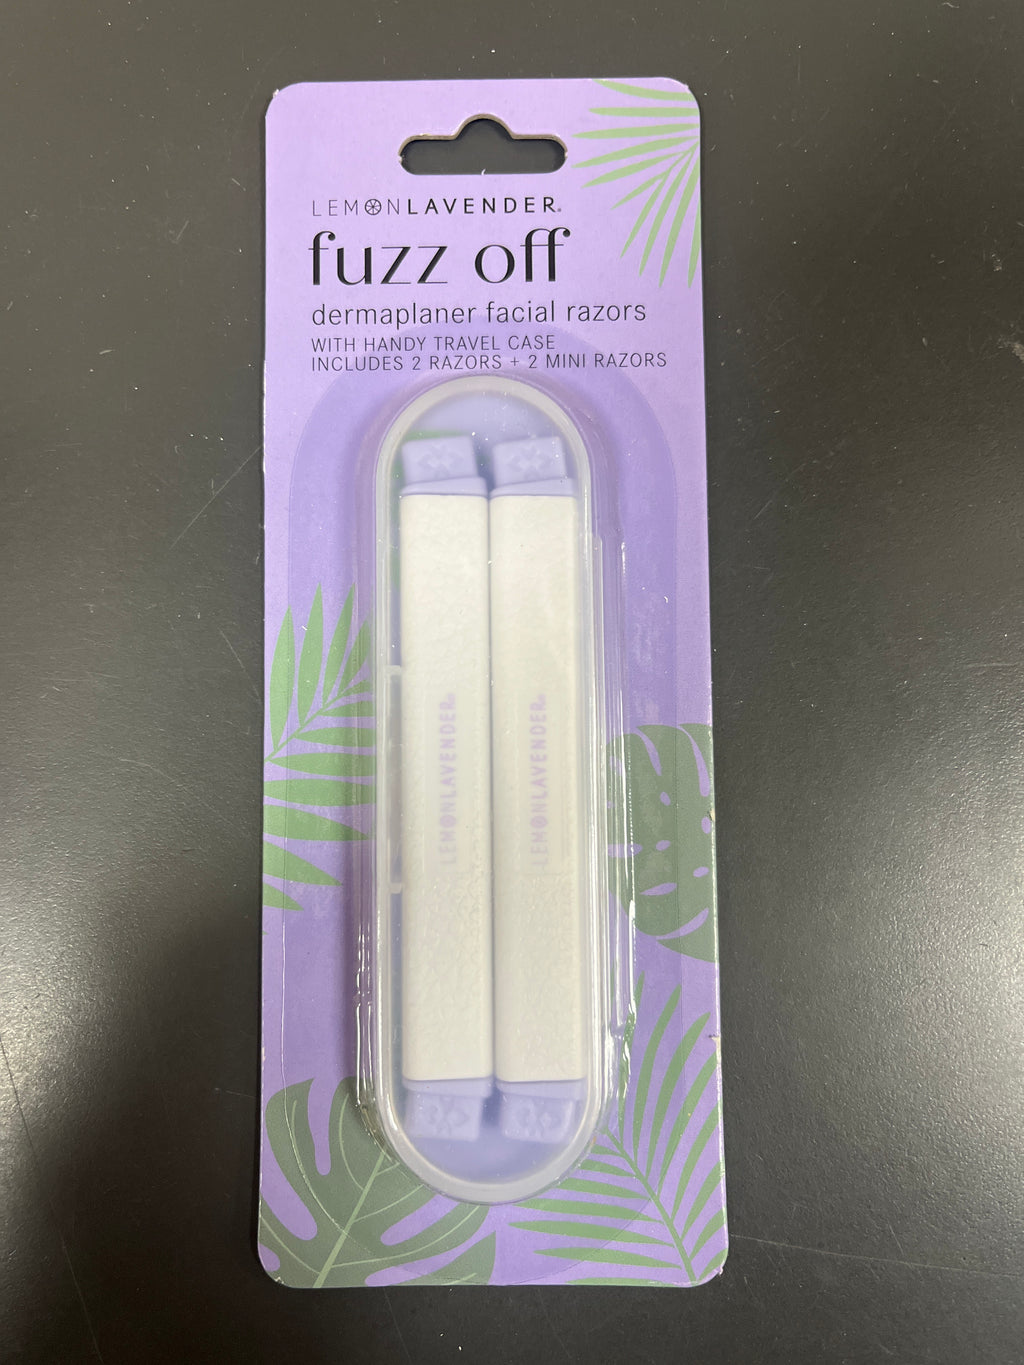 LEMONLAVENDER®
fuzz off
dermaplaner facial razors
WITH HANDY TRAVEL CASE
INCLUDES 2 RAZORS + 2 MINI RAZORS
LEMONLAVENDER®
LEMONLAVENDER®